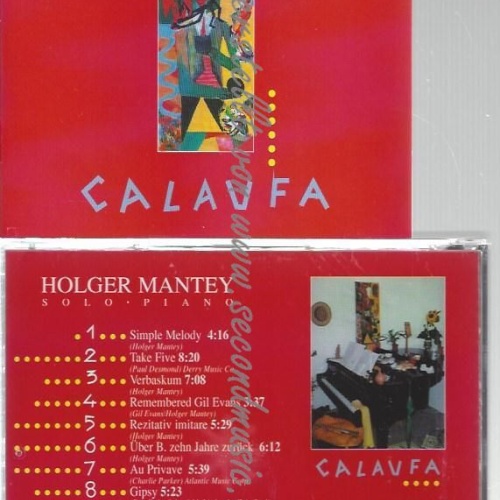 CALAUFA
HOLGER MANTEY
SOLO · PIANO
1 Simple Melody 4:16
(Holger Mantey)
2 Take Five 8:20
(Paul Desmond) Derry Music
3 Verbaskum 7:08
(Holger Mantey)
4 Remembered Gil Evans 3:37
(Gil Evans/Holger Mantey)
5 Rezitativ imitare 5:29
(Holger Mantey)
6 Über B. zehn Jahre zurück 6:12
(Holger Mantey)
7 Au Privave 5:39
(Charlie Parker) Atlantic Music
8 Gipsy 5:23
CALAUFA